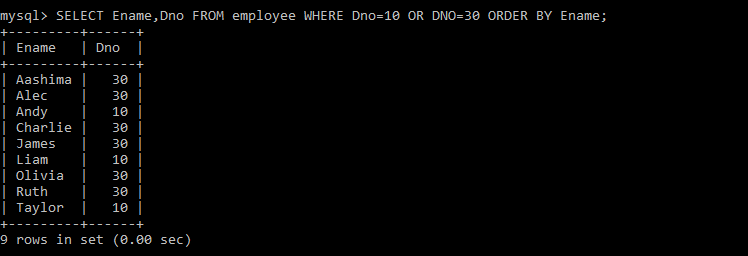 mysql> SELECT Ename,Dno FROM employee WHERE Dno=10 OR DNO=30 ORDER BY Ename;
+---------+------+
| Ename   | Dno  |
+---------+------+
| Aashima |   30 |
| Alec    |   30 |
| Andy    |   10 |
| Charlie |   30 |
| James   |   30 |
| Liam    |   10 |
| Olivia  |   30 |
| Ruth    |   30 |
| Taylor  |   10 |
+---------+------+
9 rows in set (0.00 sec)